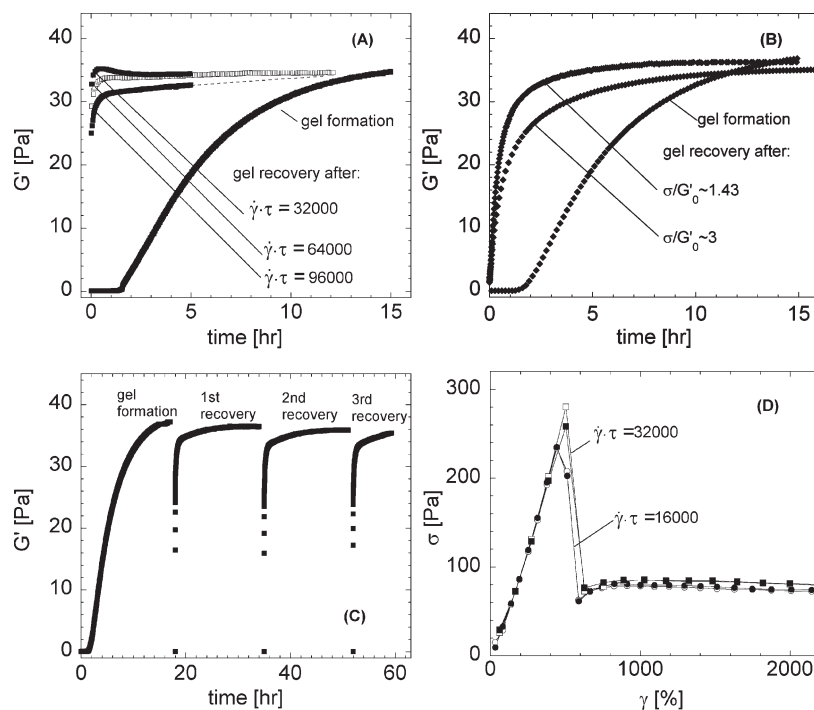 (A)
G' [Pa]
40
30
20
10
0
gel formation
gel recovery after:
γ̇·τ = 32000
γ̇·τ = 64000
γ̇·τ = 96000
0 5 10 15
time [hr]
(B)
G' [Pa]
40
30
20
10
0
gel formation
gel recovery after:
σ/G'₀~1.43
σ/G'₀~3
0 5 10 15
time [hr]
(C)
G' [Pa]
40
30
20
10
0
gel
formation
1st
recovery
2nd
recovery
3rd
recovery
0 20 40 60
time [hr]
(D)
σ [Pa]
300
200
100
0
γ̇·τ = 32000
γ̇·τ =16000
0 1000 2000
γ [%]